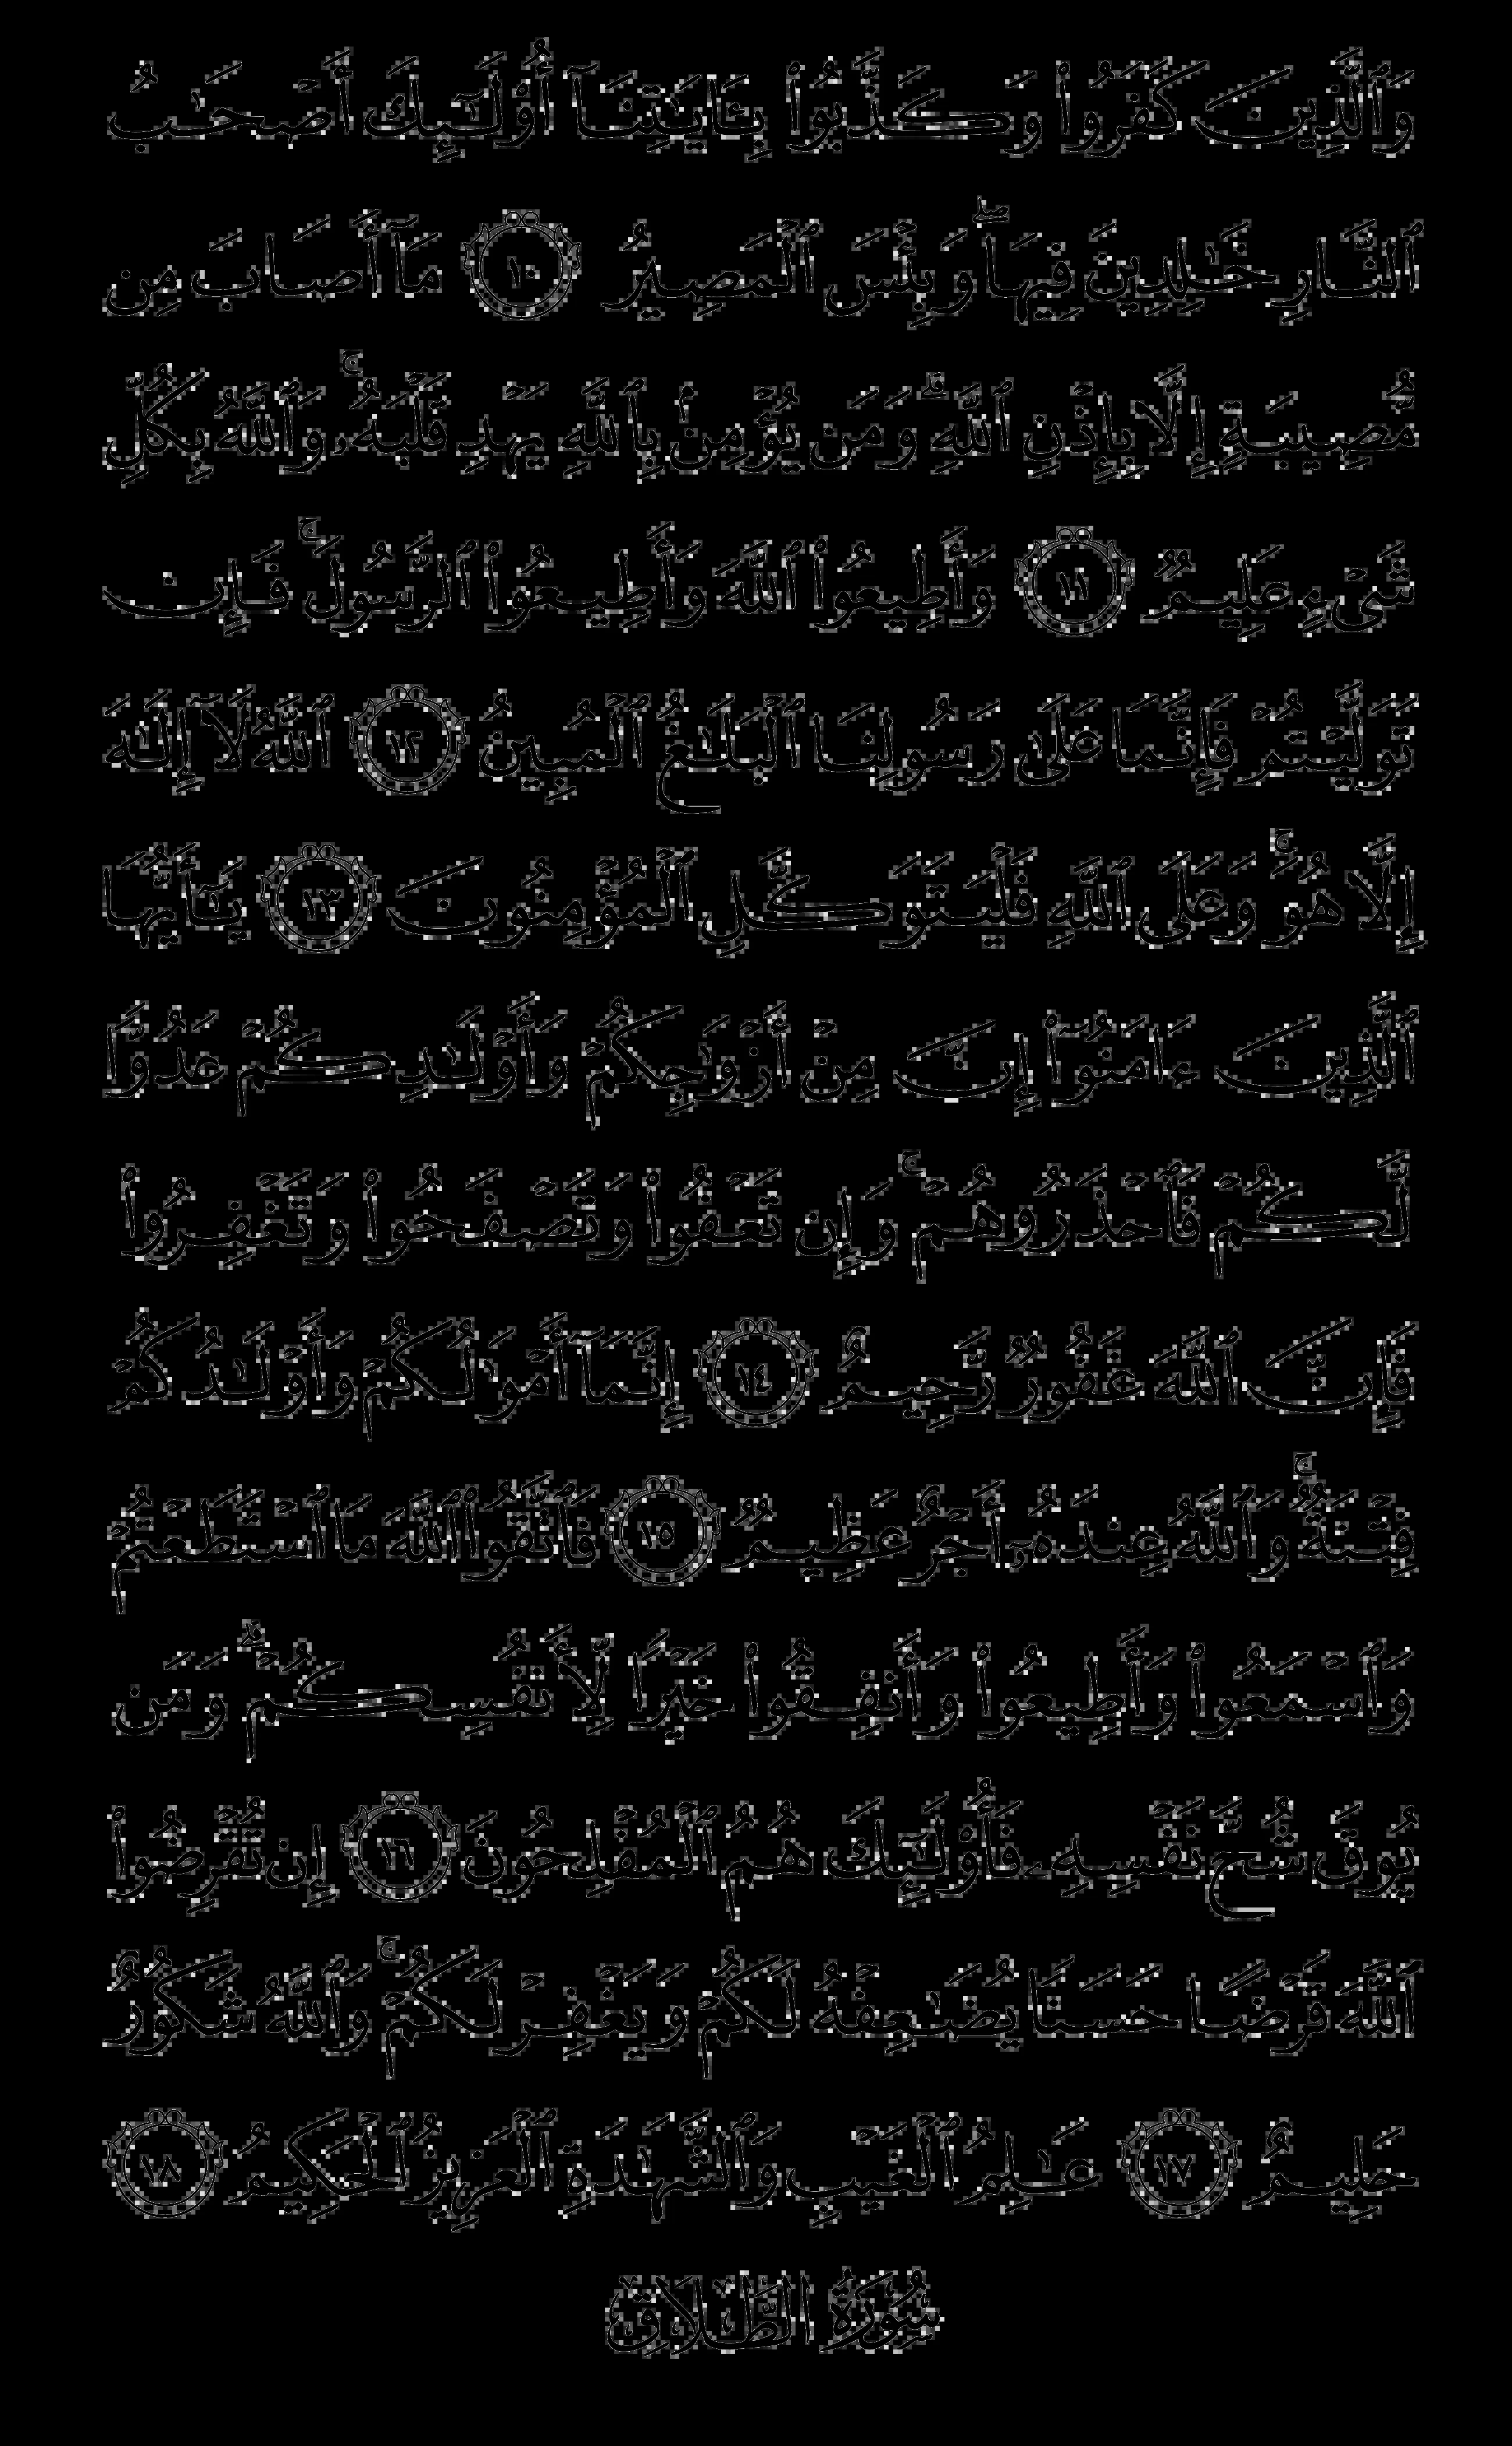 وَٱلَّذِينَ كَفَرُوا۟ وَكَذَّبُوا۟ بِـَٔايَـٰتِنَآ أُو۟لَـٰٓئِكَ أَصْحَـٰبُ
ٱلنَّارِ خَـٰلِدِينَ فِيهَا ۖ وَبِئْسَ ٱلْمَصِيرُ ١٠ مَآ أَصَابَ مِن
مُّصِيبَةٍ إِلَّا بِإِذْنِ ٱللَّهِ ۗ وَمَن يُؤْمِنۢ بِٱللَّهِ يَهْدِ قَلْبَهُۥ ۚ وَٱللَّهُ بِكُلِّ
شَىْءٍ عَلِيمٌ ١١ وَأَطِيعُوا۟ ٱللَّهَ وَأَطِيعُوا۟ ٱلرَّسُولَ ۚ فَإِن
تَوَلَّيْتُمْ فَإِنَّمَا عَلَىٰ رَسُولِنَا ٱلْبَلَـٰغُ ٱلْمُبِينُ ١٢ ٱللَّهُ لَآ إِلَـٰهَ
إِلَّا هُوَ ۚ وَعَلَى ٱللَّهِ فَلْيَتَوَكَّلِ ٱلْمُؤْمِنُونَ ١٣ يَـٰٓأَيُّهَا
ٱلَّذِينَ ءَامَنُوٓا۟ إِنَّ مِنْ أَزْوَٰجِكُمْ وَأَوْلَـٰدِكُمْ عَدُوًّا
لَّكُمْ فَٱحْذَرُوهُمْ ۚ وَإِن تَعْفُوا۟ وَتَصْفَحُوا۟ وَتَغْفِرُوا۟
فَإِنَّ ٱللَّهَ غَفُورٌ رَّحِيمٌ ١٤ إِنَّمَآ أَمْوَٰلُكُمْ وَأَوْلَـٰدُكُمْ
فِتْنَةٌ ۚ وَٱللَّهُ عِندَهُۥٓ أَجْرٌ عَظِيمٌ ١٥ فَٱتَّقُوا۟ ٱللَّهَ مَا ٱسْتَطَعْتُمْ
وَٱسْمَعُوا۟ وَأَطِيعُوا۟ وَأَنفِقُوا۟ خَيْرًا لِّأَنفُسِكُمْ ۗ وَمَن
يُوقَ شُحَّ نَفْسِهِۦ فَأُو۟لَـٰٓئِكَ هُمُ ٱلْمُفْلِحُونَ ١٦ إِن تُقْرِضُوا۟
ٱللَّهَ قَرْضًا حَسَنًا يُضَـٰعِفْهُ لَكُمْ وَيَغْفِرْ لَكُمْ ۚ وَٱللَّهُ شَكُورٌ
حَلِيمٌ ١٧ عَـٰلِمُ ٱلْغَيْبِ وَٱلشَّهَـٰدَةِ ٱلْعَزِيزُ ٱلْحَكِيمُ ١٨
سُورَةُ الطَّلَاقِ